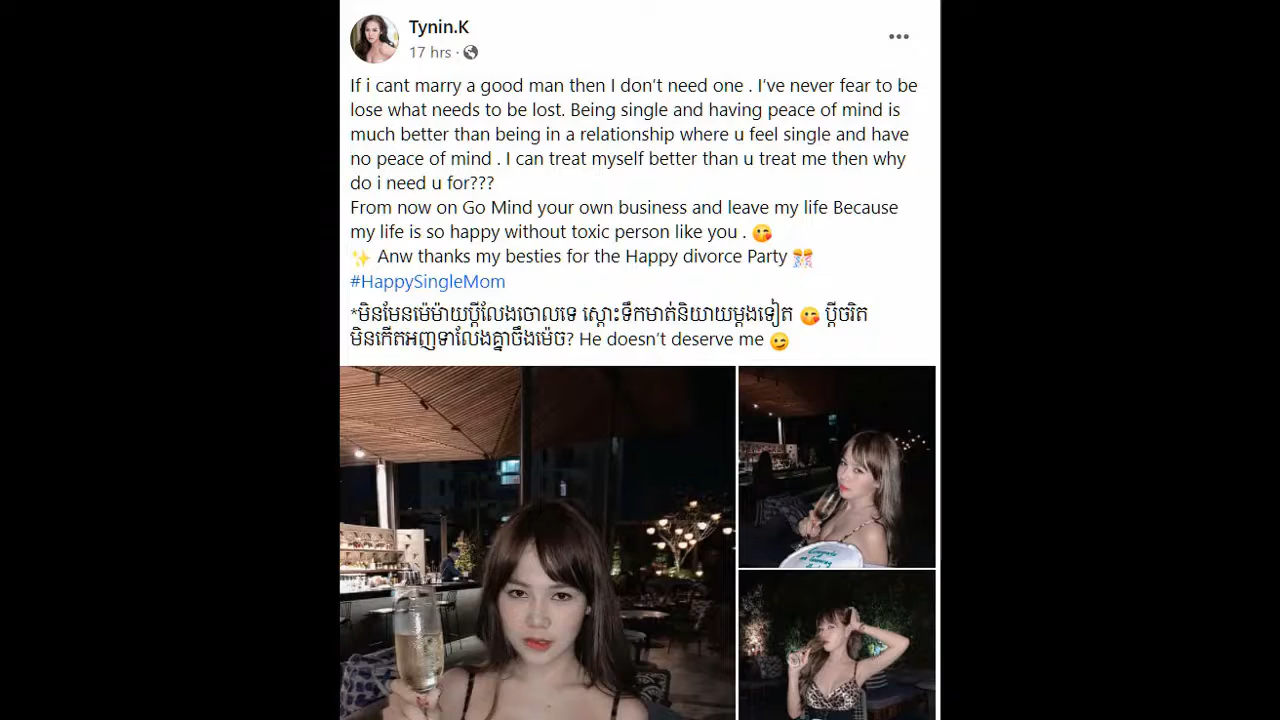 Tynin.K
17 hrs ·
If i cant marry a good man then I don't need one . I've never fear to be
lose what needs to be lost. Being single and having peace of mind is
much better than being in a relationship where u feel single and have
no peace of mind . I can treat myself better than u treat me then why
do i need u for???
From now on Go Mind your own business and leave my life Because
my life is so happy without toxic person like you . 😋
✨ Anw thanks my besties for the Happy divorce Party 🎊
#HappySingleMom
*មិនមែនម៉េម៉ាយប្ដីលែងចោលទេ ស្ដោះទឹកមាត់និយាយម្ដងទៀត 😋 ប្ដីចរិត
មិនកើតអញទាលែងគ្នាចឹងម៉េច? He doesn't deserve me 😉